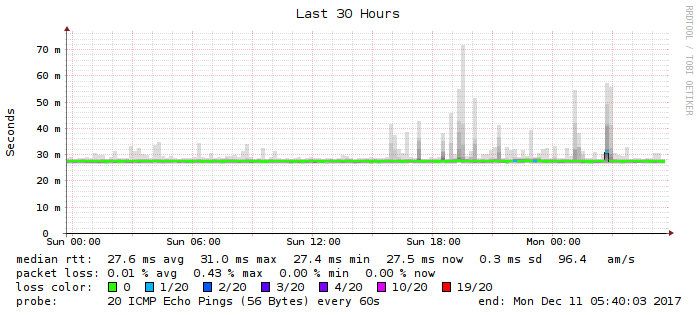 Last 30 Hours
RRDTOOL / TOBI OETIKER
Seconds
70 m
60 m
50 m
40 m
30 m
20 m
10 m
0
Sun 00:00 Sun 06:00 Sun 12:00 Sun 18:00 Mon 00:00
median rtt: 27.6 ms avg 31.0 ms max 27.4 ms min 27.5 ms now 0.3 ms sd 96.4 am/s
packet loss: 0.01 % avg 0.43 % max 0.00 % min 0.00 % now
loss color: 0 1/20 2/20 3/20 4/20 10/20 19/20
probe: 20 ICMP Echo Pings (56 Bytes) every 60s end: Mon Dec 11 05:40:03 2017